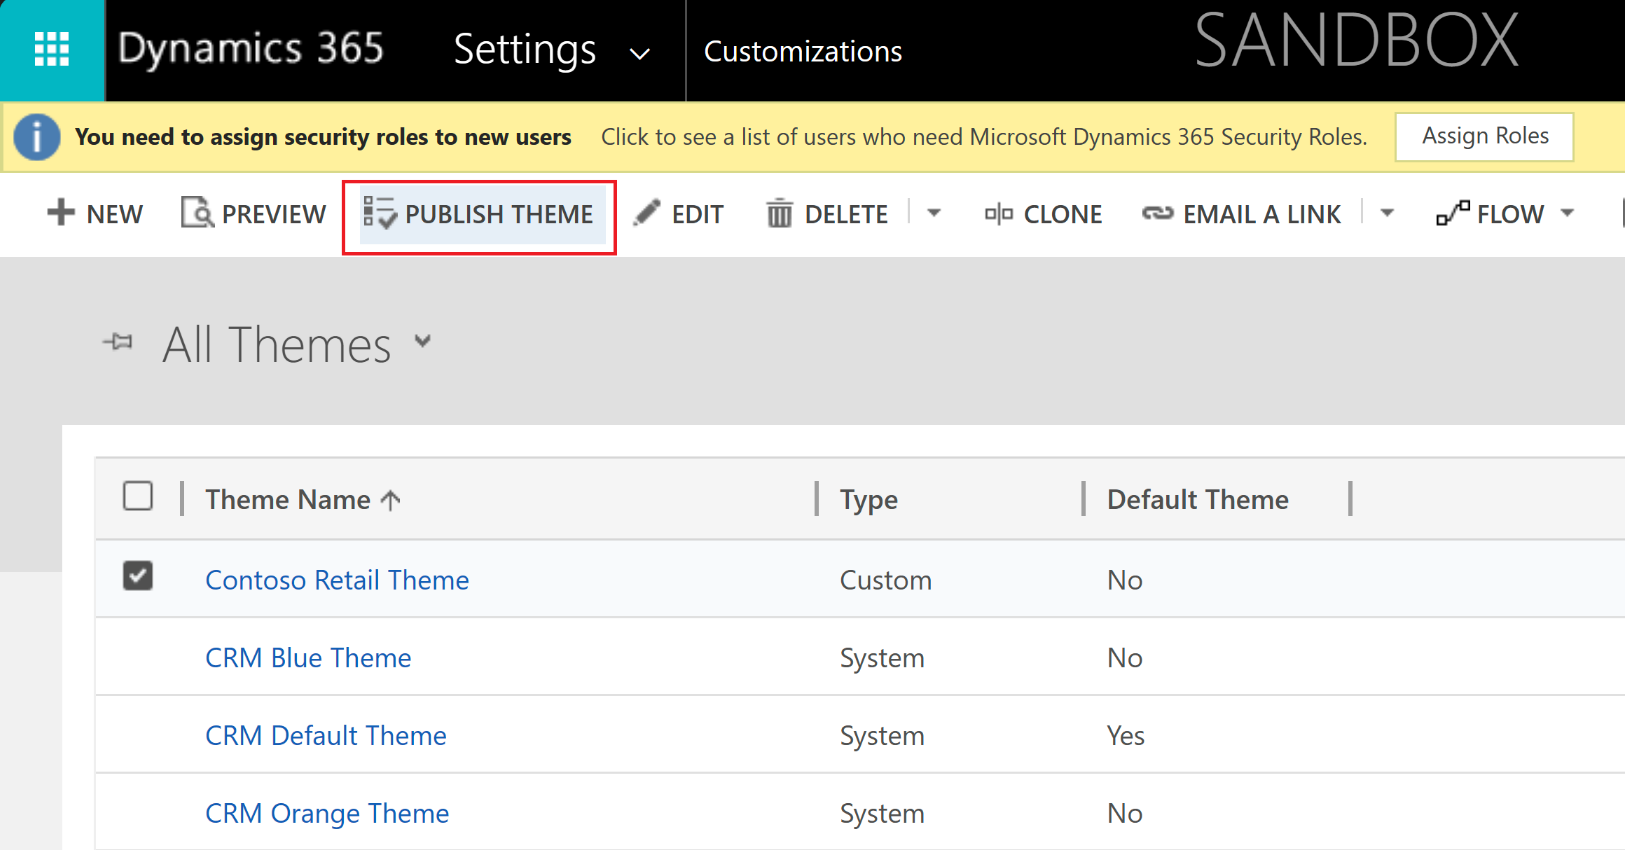 Dynamics 365 Settings Customizations SANDBOX
You need to assign security roles to new users Click to see a list of users who need Microsoft Dynamics 365 Security Roles. Assign Roles
NEW PREVIEW PUBLISH THEME EDIT DELETE CLONE EMAIL A LINK FLOW
All Themes
Theme Name Type Default Theme
Contoso Retail Theme Custom No
CRM Blue Theme System No
CRM Default Theme System Yes
CRM Orange Theme System No